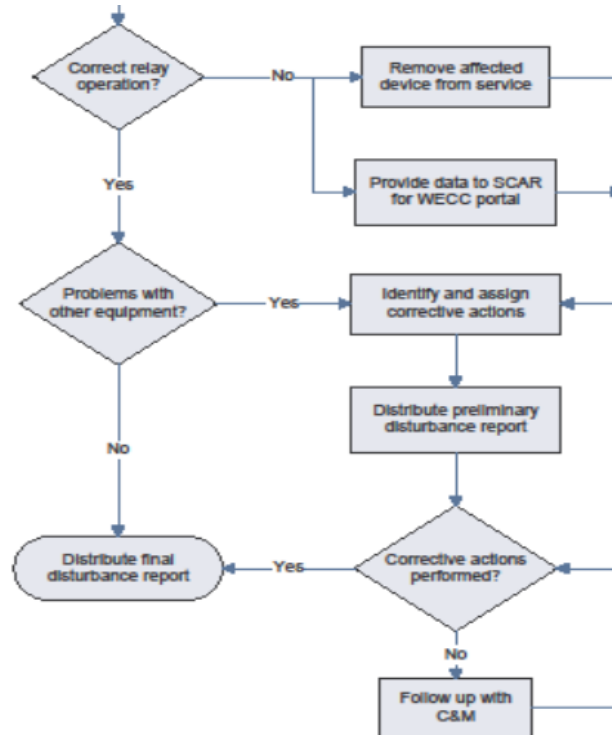 Correct relay
operation?
No
Remove affected
device from service
Yes
Provide data to SCAR
for WECC portal
Problems with
other equipment?
Yes
Identify and assign
corrective actions
Distribute preliminary
disturbance report
No
Distribute final
disturbance report
Yes
Corrective actions
performed?
No
Follow up with
C&M